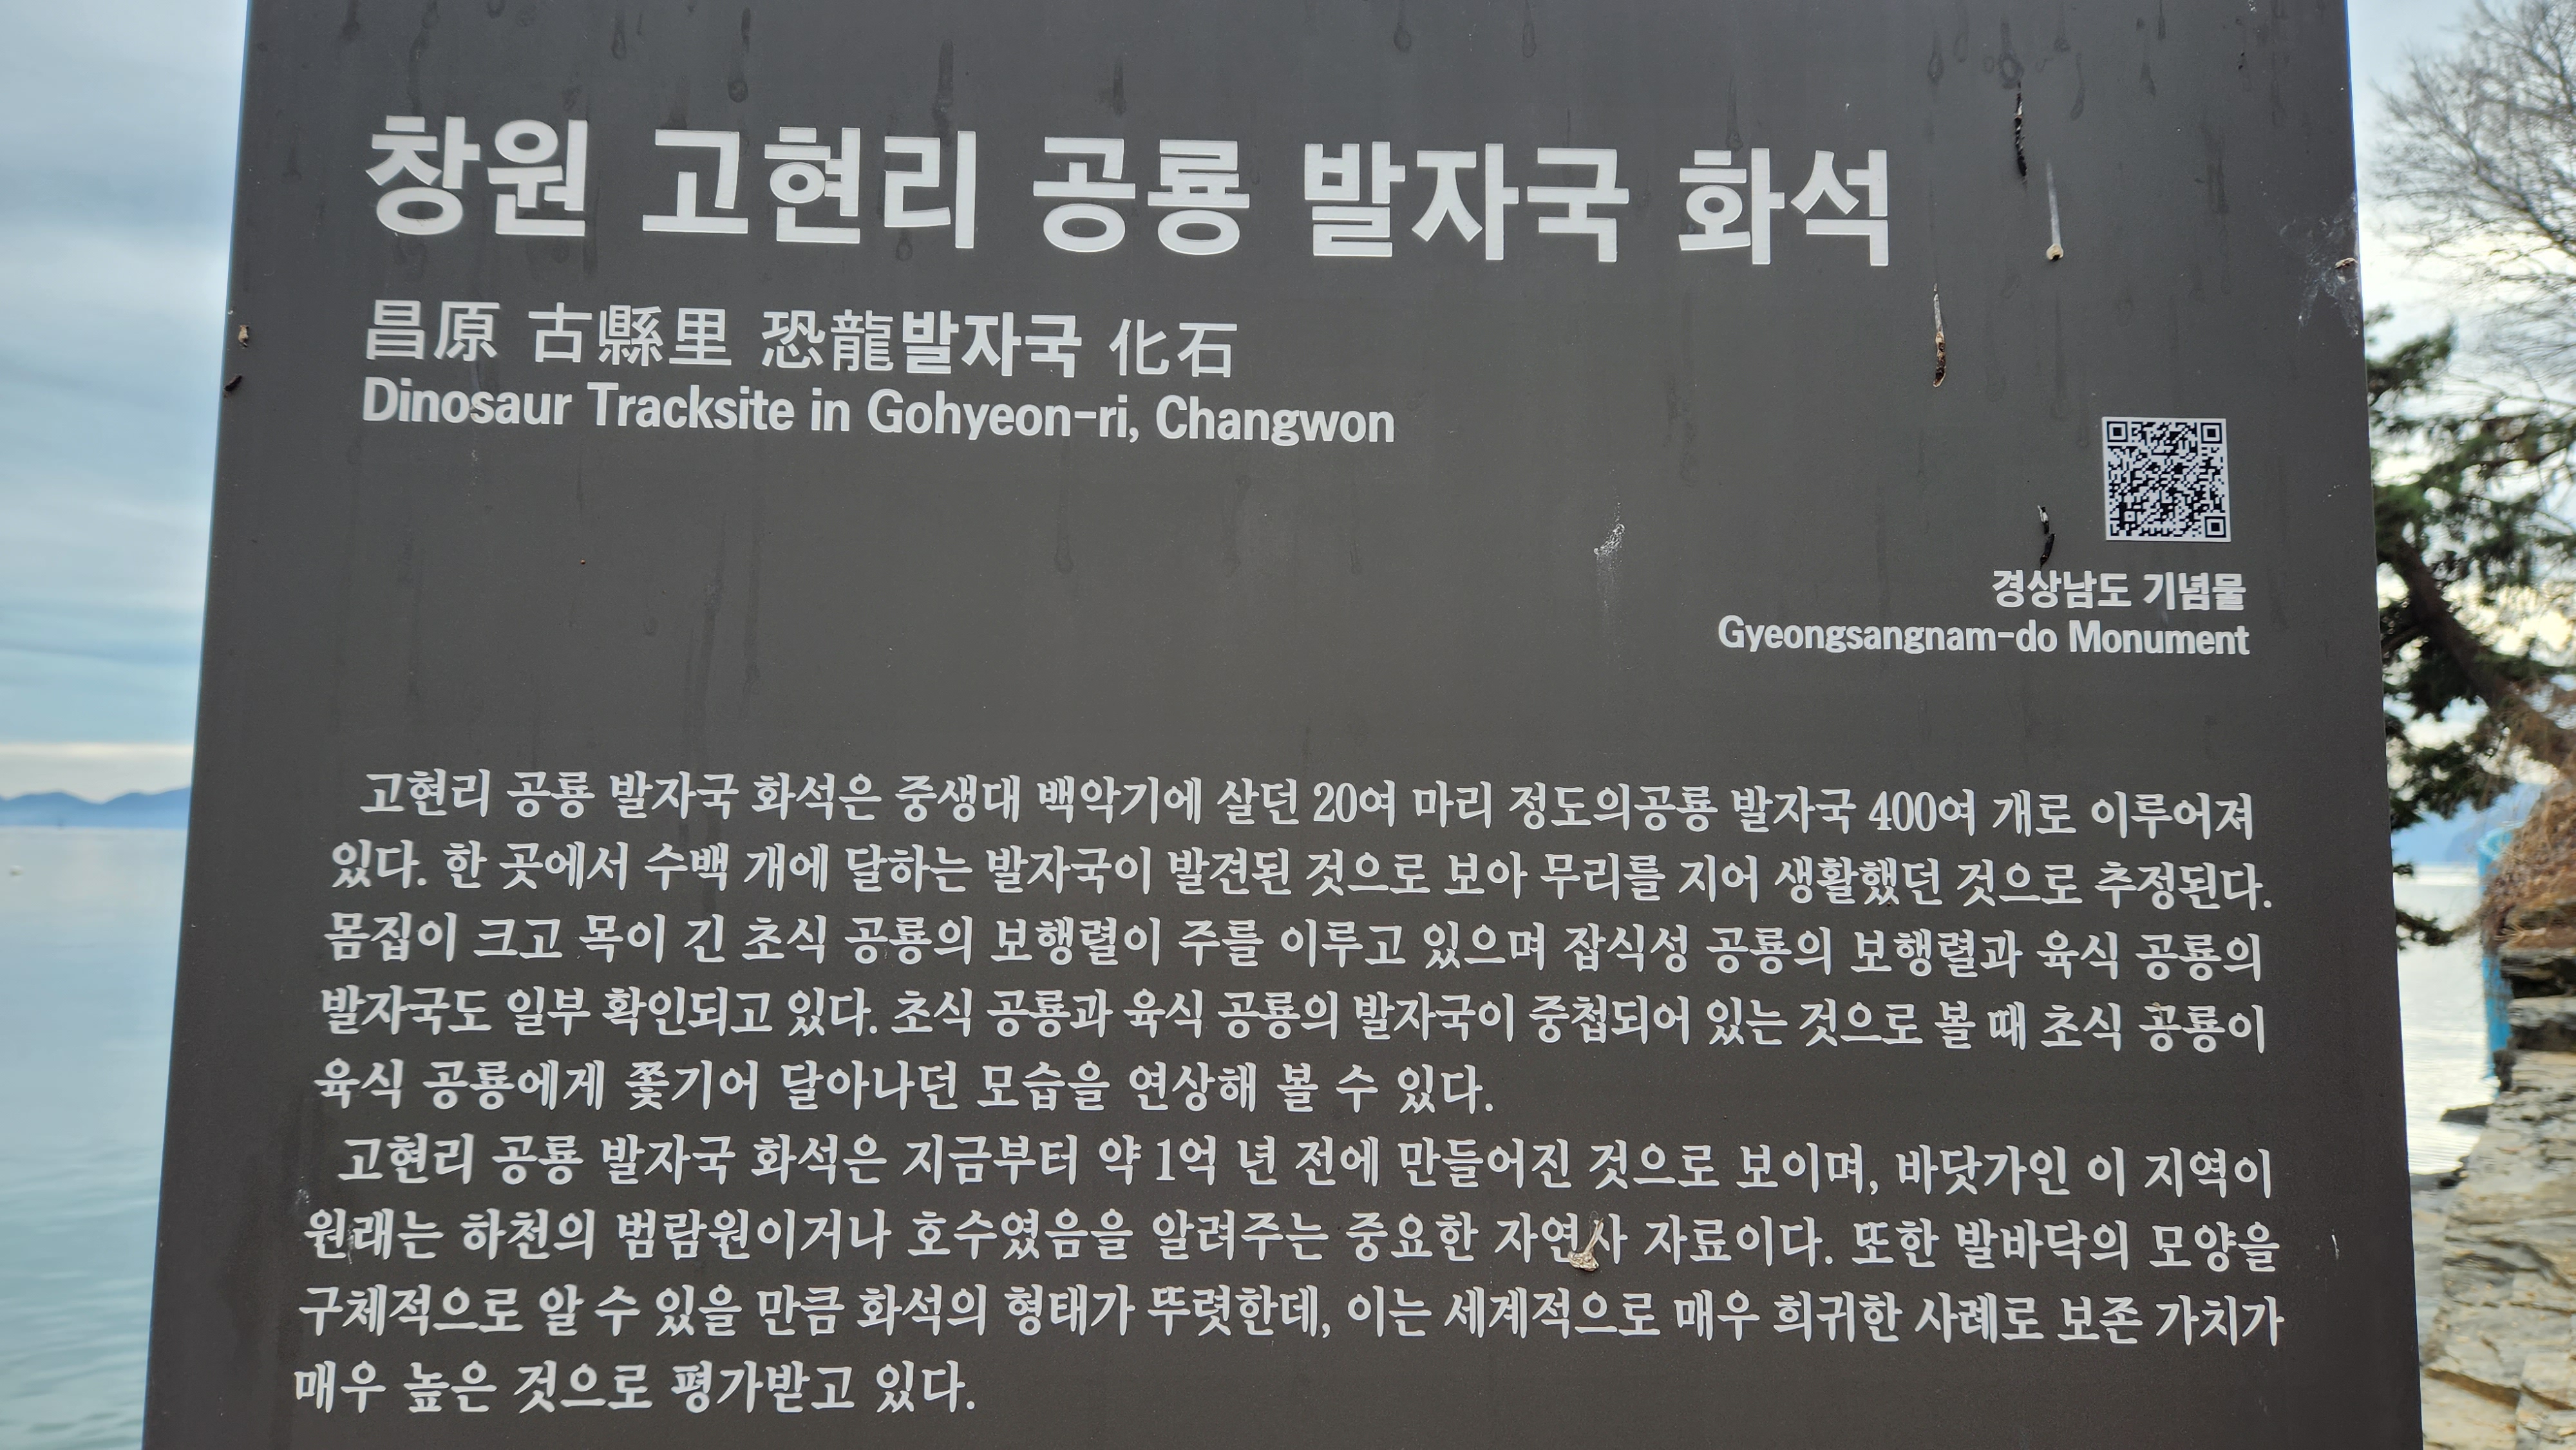 창원 고현리 공룡 발자국 화석
昌原 古縣里 恐龍발자국 化石
Dinosaur Tracksite in Gohyeon-ri, Changwon
경상남도 기념물
Gyeongsangnam-do Monument
고현리 공룡 발자국 화석은 중생대 백악기에 살던 20여 마리 정도의공룡 발자국 400여 개로 이루어져
있다. 한 곳에서 수백 개에 달하는 발자국이 발견된 것으로 보아 무리를 지어 생활했던 것으로 추정된다.
몸집이 크고 목이 긴 초식 공룡의 보행렬이 주를 이루고 있으며 잡식성 공룡의 보행렬과 육식 공룡의
발자국도 일부 확인되고 있다. 초식 공룡과 육식 공룡의 발자국이 중첩되어 있는 것으로 볼 때 초식 공룡이
육식 공룡에게 쫓기어 달아나던 모습을 연상해 볼 수 있다.
고현리 공룡 발자국 화석은 지금부터 약 1억 년 전에 만들어진 것으로 보이며, 바닷가인 이 지역이
원래는 하천의 범람원이거나 호수였음을 알려주는 중요한 자연사 자료이다. 또한 발바닥의 모양을
구체적으로 알 수 있을 만큼 화석의 형태가 뚜렷한데, 이는 세계적으로 매우 희귀한 사례로 보존 가치가
매우 높은 것으로 평가받고 있다.